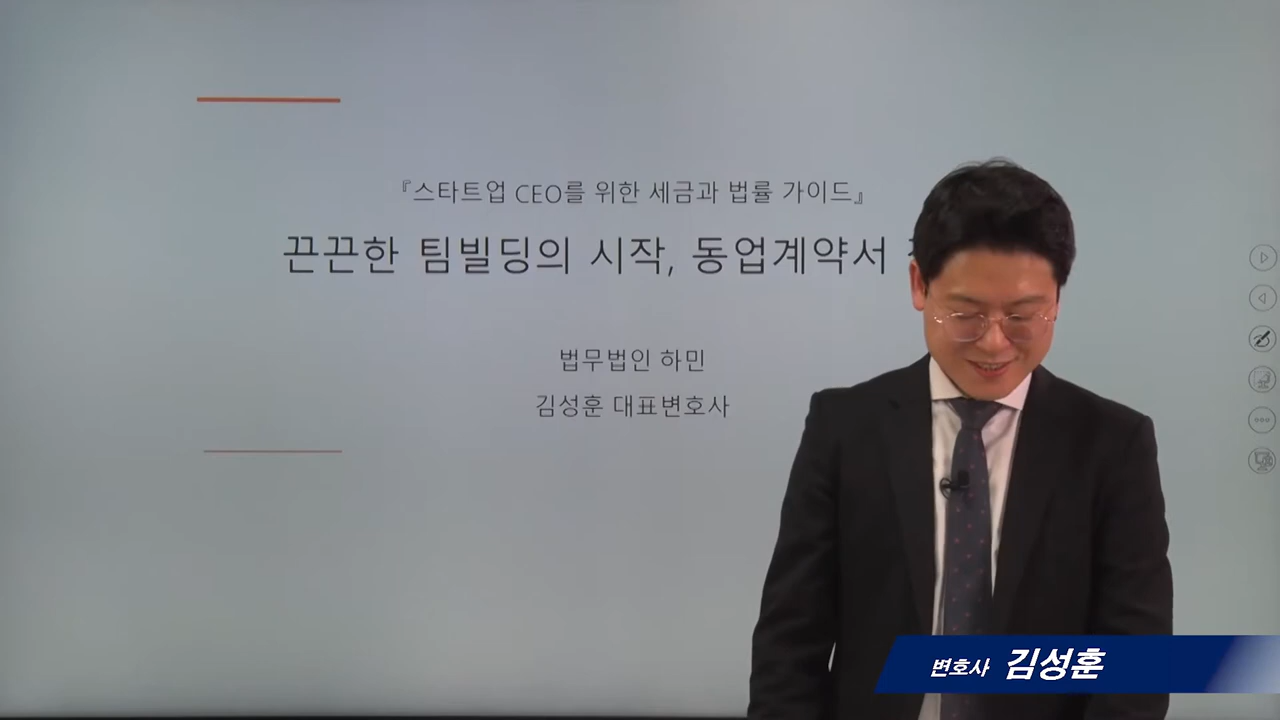 『스타트업 CEO를 위한 세금과 법률 가이드』
끈끈한 팀빌딩의 시작, 동업계약서
법무법인 하민
김성훈 대표변호사
변호사 김성훈